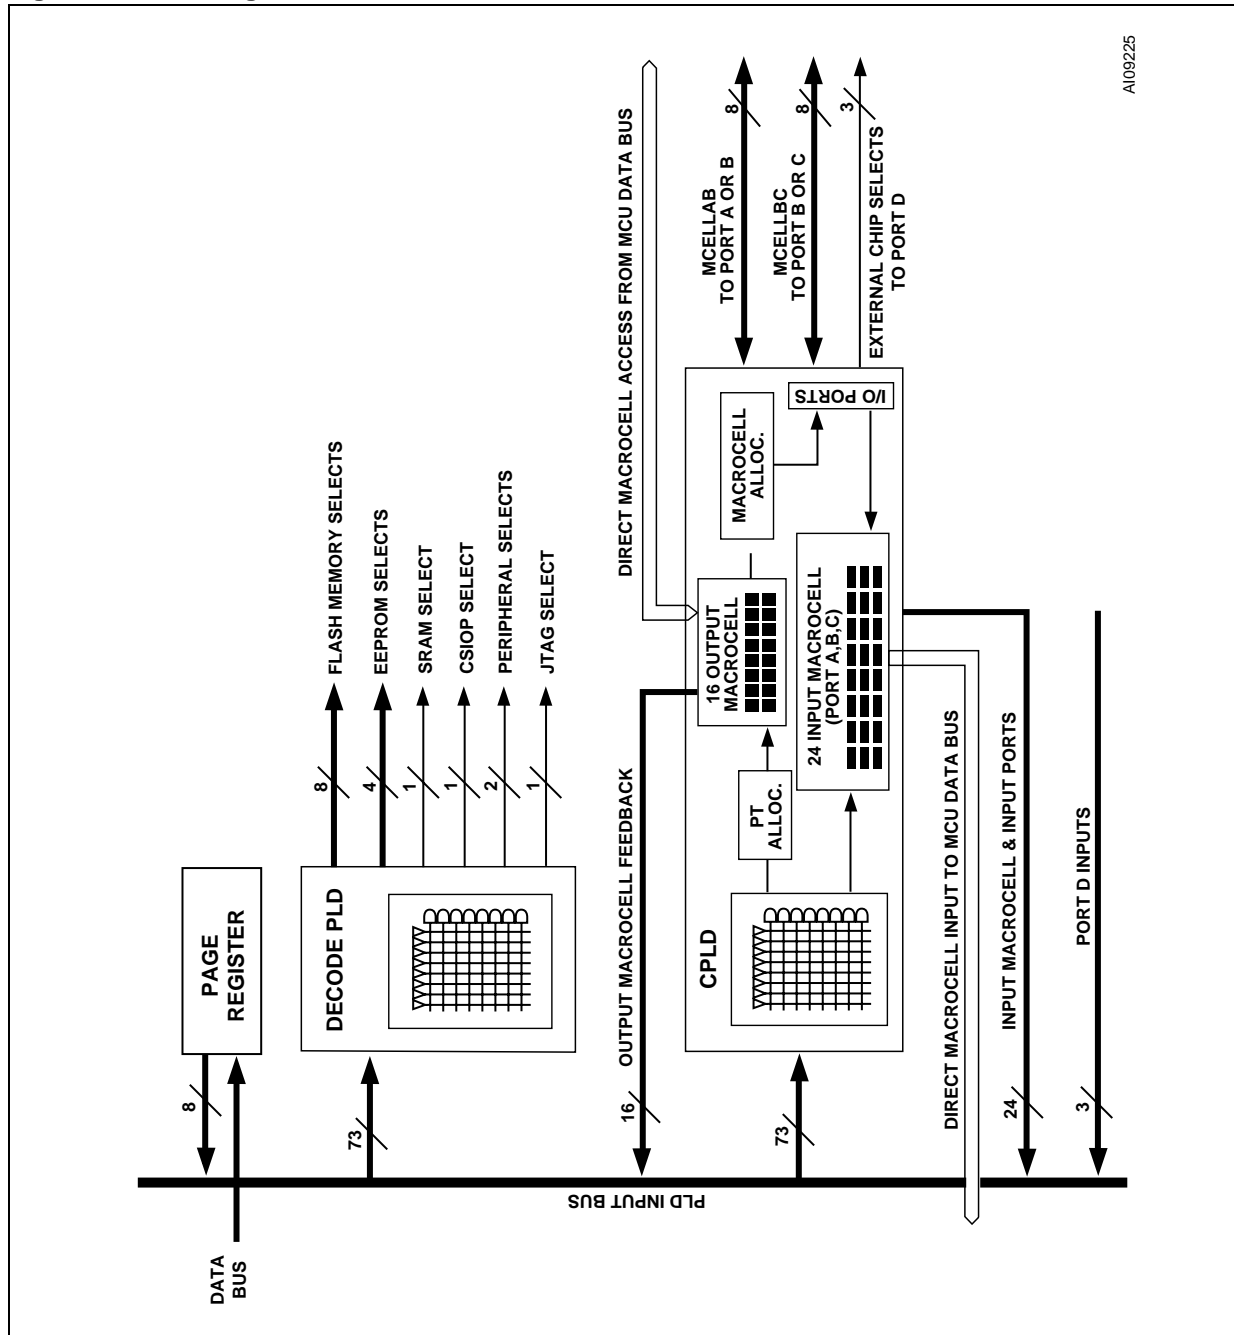 AI09225
DATA
BUS
8
PAGE
REGISTER
PLD INPUT BUS
73
DECODE PLD
8
FLASH MEMORY SELECTS
4
EEPROM SELECTS
1
SRAM SELECT
1
CSIOP SELECT
2
PERIPHERAL SELECTS
1
JTAG SELECT
16
OUTPUT MACROCELL FEEDBACK
DIRECT MACROCELL ACCESS FROM MCU DATA BUS
73
CPLD
PT
ALLOC.
16 OUTPUT
MACROCELL
MACROCELL
ALLOC.
I/O PORTS
24 INPUT MACROCELL
(PORT A,B,C)
MCELLAB
TO PORT A OR B
8
MCELLBC
TO PORT B OR C
8
EXTERNAL CHIP SELECTS
TO PORT D
3
DIRECT MACROCELL INPUT TO MCU DATA BUS
24
INPUT MACROCELL & INPUT PORTS
3
PORT D INPUTS